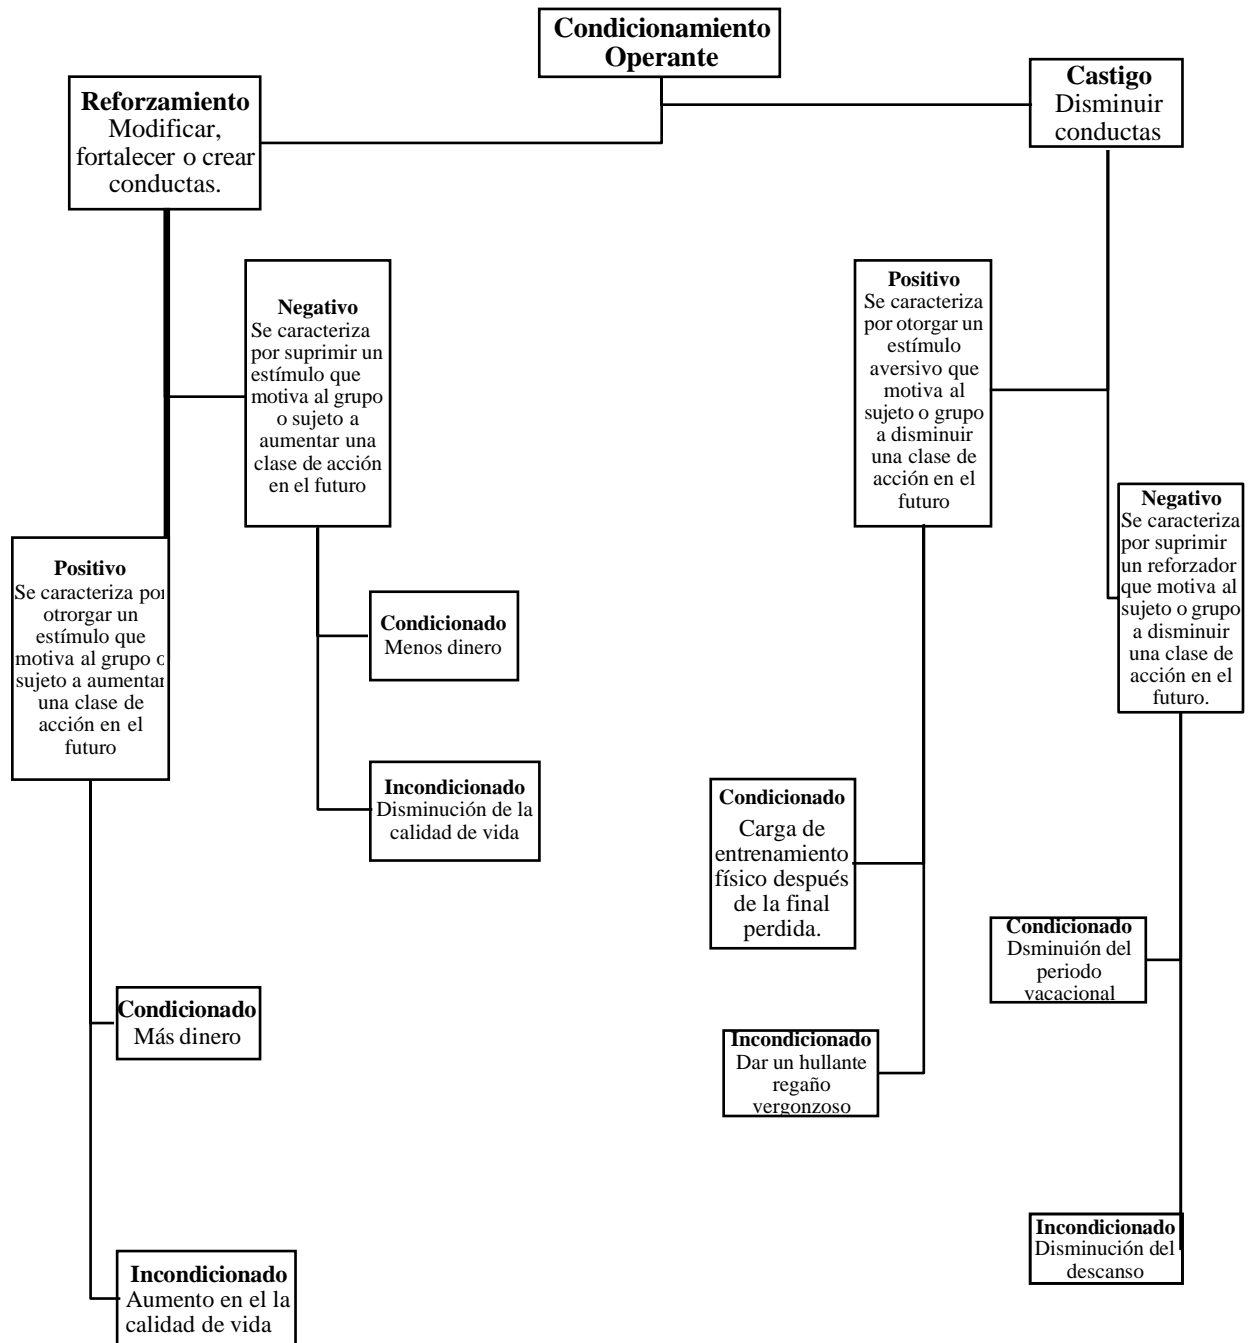 Condicionamiento
Operante
Reforzamiento
Modificar,
fortalecer o crear
conductas.
Castigo
Disminuir
conductas
Negativo
Se caracteriza
por suprimir un
estímulo que
motiva al grupo
o sujeto a
aumentar una
clase de acción
en el futuro
Positivo
Se caracteriza
por otorgar un
estímulo
aversivo que
motiva al
sujeto o grupo
a disminuir
una clase de
acción en el
futuro
Negativo
Se caracteriza
por suprimir
un reforzador
que motiva al
sujeto o grupo
a disminuir
una clase de
acción en el
futuro.
Positivo
Se caracteriza por
otrorgar un
estímulo que
motiva al grupo o
sujeto a aumentar
una clase de
acción en el
futuro
Condicionado
Menos dinero
Incondicionado
Disminución de la
calidad de vida
Condicionado
Carga de
entrenamiento
físico después
de la final
perdida.
Condicionado
Dsminuión del
periodo
vacacional
Condicionado
Más dinero
Incondicionado
Dar un hullante
regaño
vergonzoso
Incondicionado
Disminución del
descanso
Incondicionado
Aumento en el la
calidad de vida